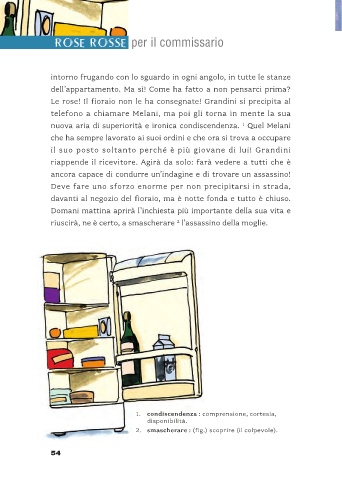 ROSE ROSSE per il commissario
intorno frugando con lo sguardo in ogni angolo, in tutte le stanze
dell'appartamento. Ma sì! Come ha fatto a non pensarci prima?
Le rose! Il fioraio non le ha consegnate! Grandini si precipita al
telefono a chiamare Melani, ma poi gli torna in mente la sua
nuova aria di superiorità e ironica condiscendenza. 1 Quel Melani
che ha sempre lavorato ai suoi ordini e che ora si trova a occupare
il suo posto soltanto perché è più giovane di lui! Grandini
riappende il ricevitore. Agirà da solo: farà vedere a tutti che è
ancora capace di condurre un'indagine e di trovare un assassino!
Deve fare uno sforzo enorme per non precipitarsi in strada,
davanti al negozio del fioraio, ma è notte fonda e tutto è chiuso.
Domani mattina aprirà l'inchiesta più importante della sua vita e
riuscirà, ne è certo, a smascherare 2 l'assassino della moglie.
1. condiscendenza : comprensione, cortesia,
disponibilità.
2. smascherare : (fig.) scoprire (il colpevole).
54